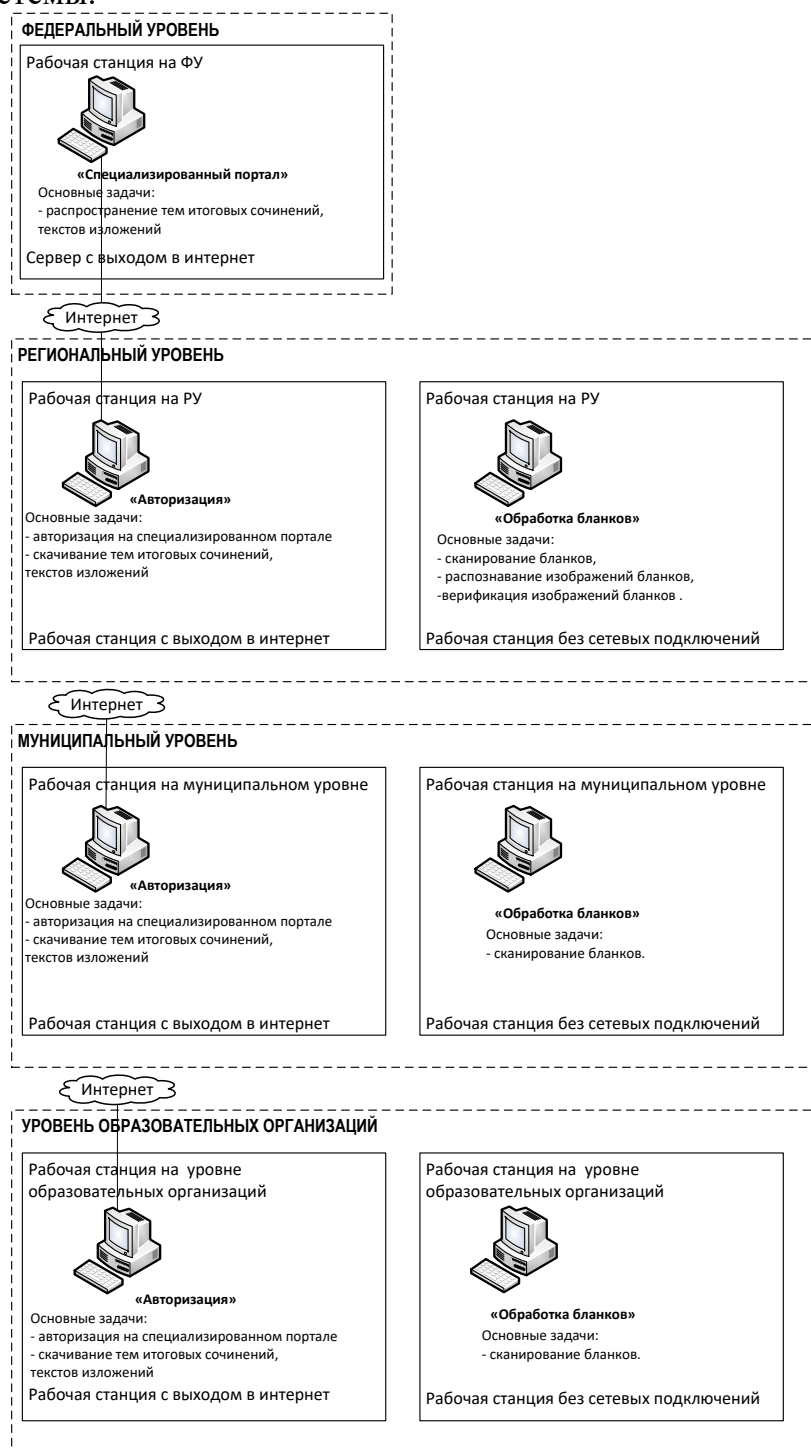 ФЕДЕРАЛЬНЫЙ УРОВЕНЬ
Рабочая станция на ФУ
«Специализированный портал»
Основные задачи:
- распространение тем итоговых сочинений,
текстов изложений
Сервер с выходом в интернет
Интернет
РЕГИОНАЛЬНЫЙ УРОВЕНЬ
Рабочая станция на РУ
«Авторизация»
Основные задачи:
- авторизация на специализированном портале
- скачивание тем итоговых сочинений,
текстов изложений
Рабочая станция с выходом в интернет
Рабочая станция на РУ
«Обработка бланков»
Основные задачи:
- сканирование бланков,
- распознавание изображений бланков,
-верификация изображений бланков .
Рабочая станция без сетевых подключений
Интернет
МУНИЦИПАЛЬНЫЙ УРОВЕНЬ
Рабочая станция на муниципальном уровне
«Авторизация»
Основные задачи:
- авторизация на специализированном портале
- скачивание тем итоговых сочинений,
текстов изложений
Рабочая станция с выходом в интернет
Рабочая станция на муниципальном уровне
«Обработка бланков»
Основные задачи:
- сканирование бланков.
Рабочая станция без сетевых подключений
Интернет
УРОВЕНЬ ОБРАЗОВАТЕЛЬНЫХ ОРГАНИЗАЦИЙ
Рабочая станция на уровне
образовательных организаций
«Авторизация»
Основные задачи:
- авторизация на специализированном портале
- скачивание тем итоговых сочинений,
текстов изложений
Рабочая станция с выходом в интернет
Рабочая станция на уровне
образовательных организаций
«Обработка бланков»
Основные задачи:
- сканирование бланков.
Рабочая станция без сетевых подключений